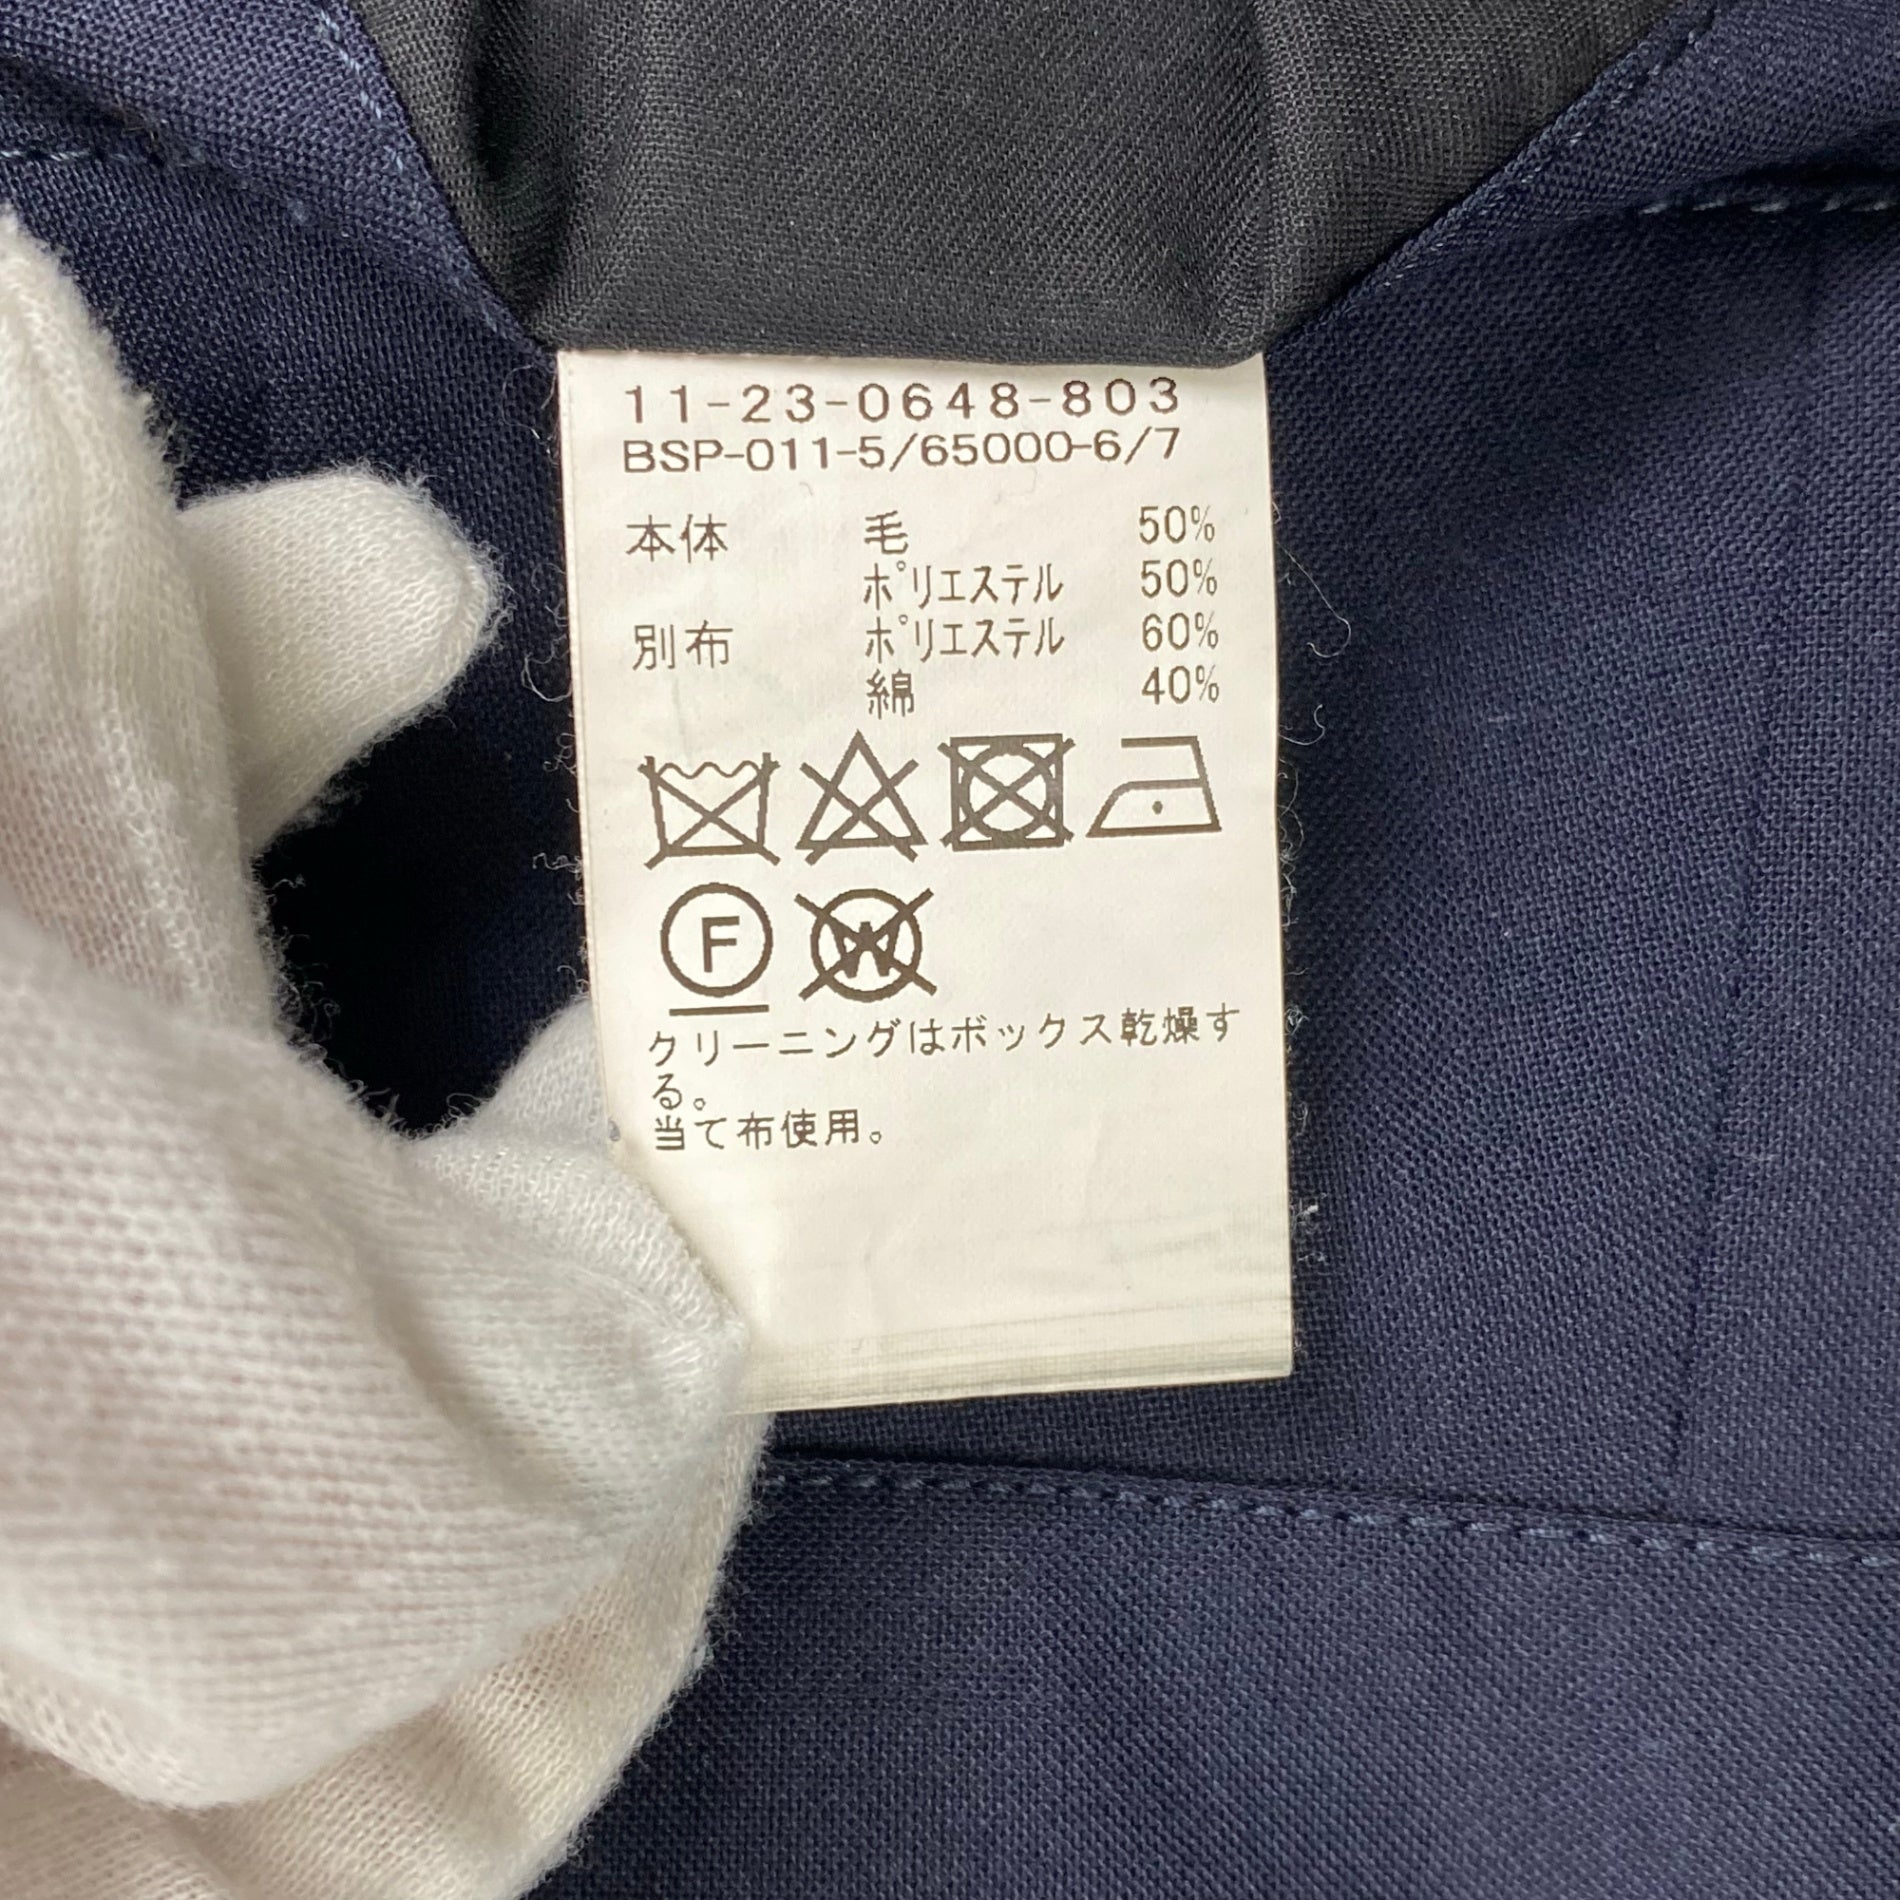 11-23-0648-803
BSP-011-5/65000-6/7
本体 毛 50%
ポリエステル 50%
別布 ポリエステル 60%
綿 40%
F W
クリーニングはボックス乾燥す
る。
当て布使用。